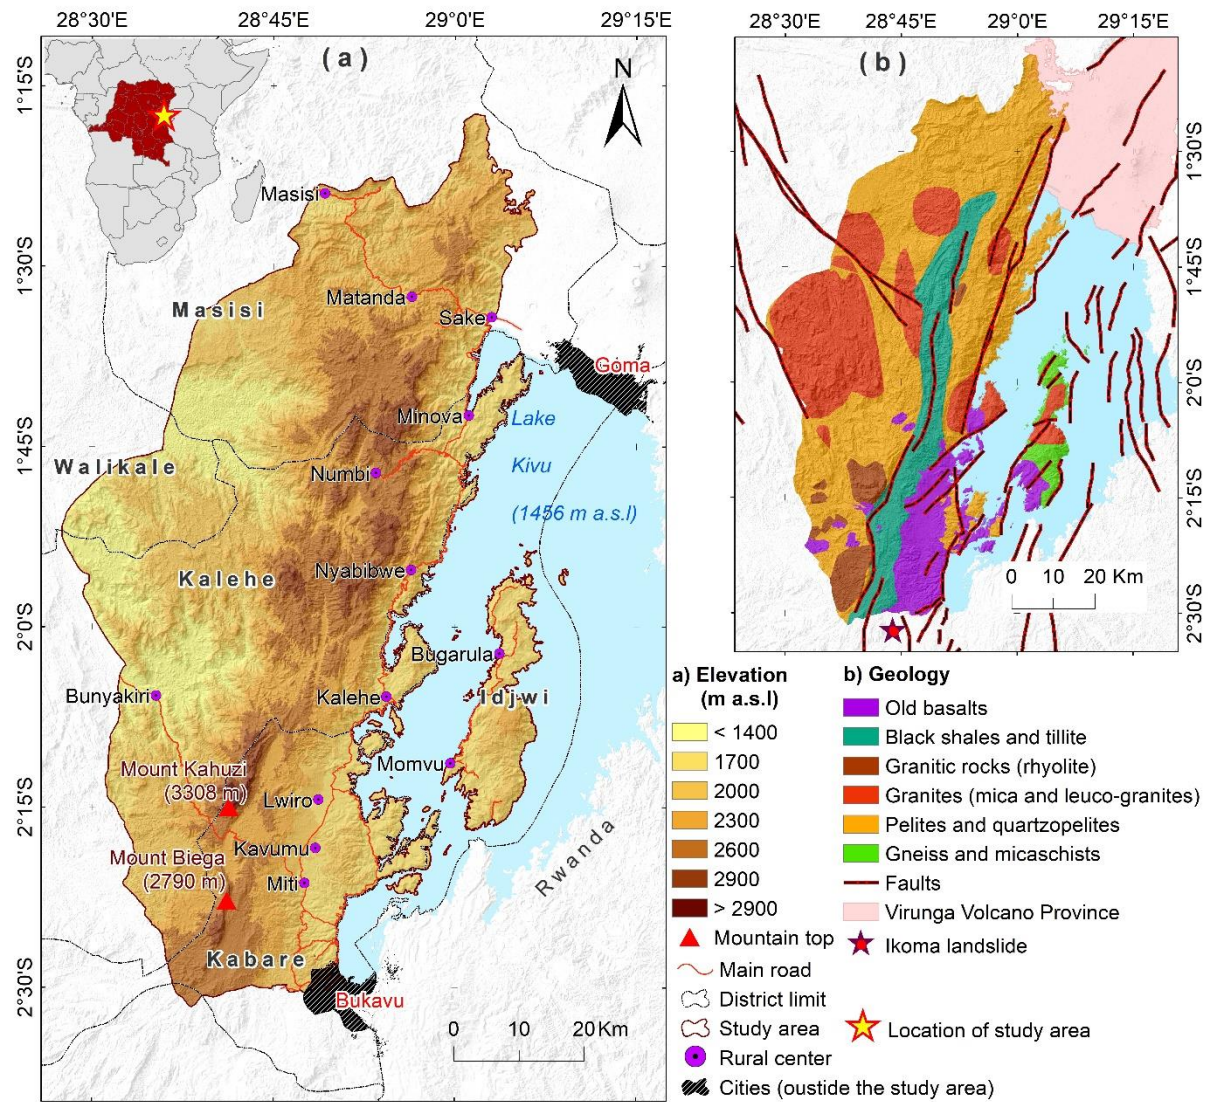 28°30'E
28°45'E
29°0'E
29°15'E
( a )
N
1°15'S
1°30'S
1°45'S
2°0'S
2°15'S
2°30'S
Masisi
Matanda
Masisi
Sake
Goma
Minova
Lake
Kivu
(1456 m a.s.l)
Walikale
Numbi
Nyabibwe
Kalehe
Bugarula
Bunyakiri
Kalehe
Idjwi
Mount Kahuzi
(3308 m)
Momvu
Lwiro
Mount Biega
(2790 m)
Kavumu
Miti
Rwanda
Kabare
Bukavu
0 10 20 Km
28°30'E
28°45'E
29°0'E
29°15'E
( b )
1°30'S
1°45'S
2°0'S
2°15'S
2°30'S
0 10 20 Km
a) Elevation
(m a.s.l)
< 1400
1700
2000
2300
2600
2900
> 2900
Mountain top
Main road
District limit
Study area
Rural center
Cities (oustide the study area)
b) Geology
Old basalts
Black shales and tillite
Granitic rocks (rhyolite)
Granites (mica and leuco-granites)
Pelites and quartzopelites
Gneiss and micaschists
Faults
Virunga Volcano Province
Ikoma landslide
Location of study area